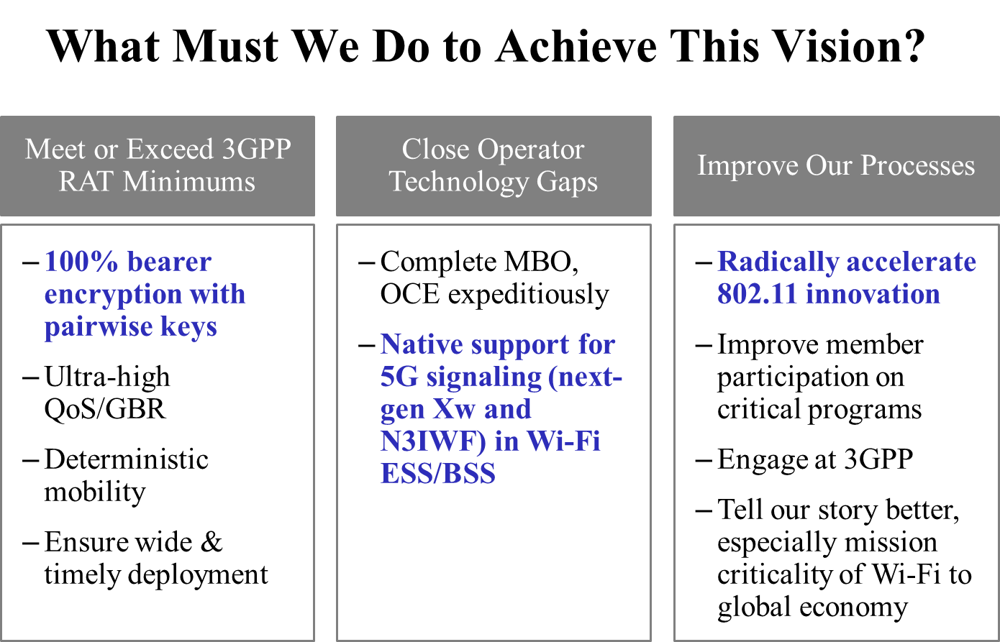 What Must We Do to Achieve This Vision?
Meet or Exceed 3GPP
RAT Minimums
– 100% bearer
encryption with
pairwise keys
– Ultra-high
QoS/GBR
– Deterministic
mobility
– Ensure wide &
timely deployment
Close Operator
Technology Gaps
– Complete MBO,
OCE expeditiously
– Native support for
5G signaling (next-
gen Xw and
N3IWF) in Wi-Fi
ESS/BSS
Improve Our Processes
– Radically accelerate
802.11 innovation
– Improve member
participation on
critical programs
– Engage at 3GPP
– Tell our story better,
especially mission
criticality of Wi-Fi to
global economy